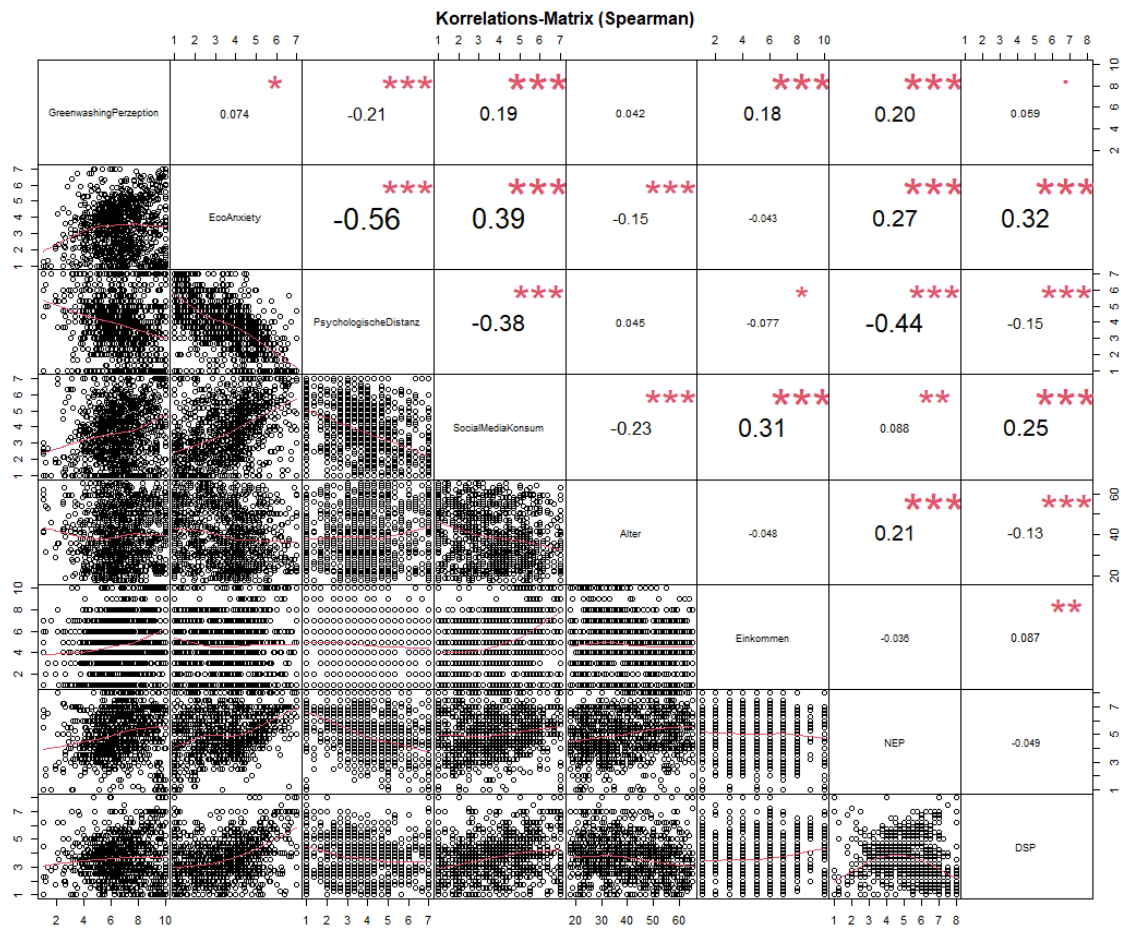 Korrelations-Matrix (Spearman)
1 2 3 4 5 6 7 1 2 3 4 5 6 7 2 4 6 8 10 1 2 3 4 5 6 7 8
GreenwashingPerzeption 0.074 * -0.21 *** 0.19 *** 0.042 0.18 *** 0.20 *** 0.059 . 2 4 6 8 10
1 2 3 4 5 6 7 EcoAnxiety -0.56 *** 0.39 *** -0.15 *** -0.043 0.27 *** 0.32 ***
PsychologischeDistanz -0.38 *** 0.045 -0.077 * -0.44 *** -0.15 *** 1 2 3 4 5 6 7
1 2 3 4 5 6 7 SocialMediaKonsum -0.23 *** 0.31 *** 0.088 ** 0.25 ***
Alter -0.048 0.21 *** -0.13 *** 20 40 60
2 4 6 8 10 Einkommen -0.036 0.087 **
NEP -0.049 1 3 5 7
1 3 5 7 DSP
2 4 6 8 10 1 2 3 4 5 6 7 20 30 40 50 60 1 2 3 4 5 6 7 8